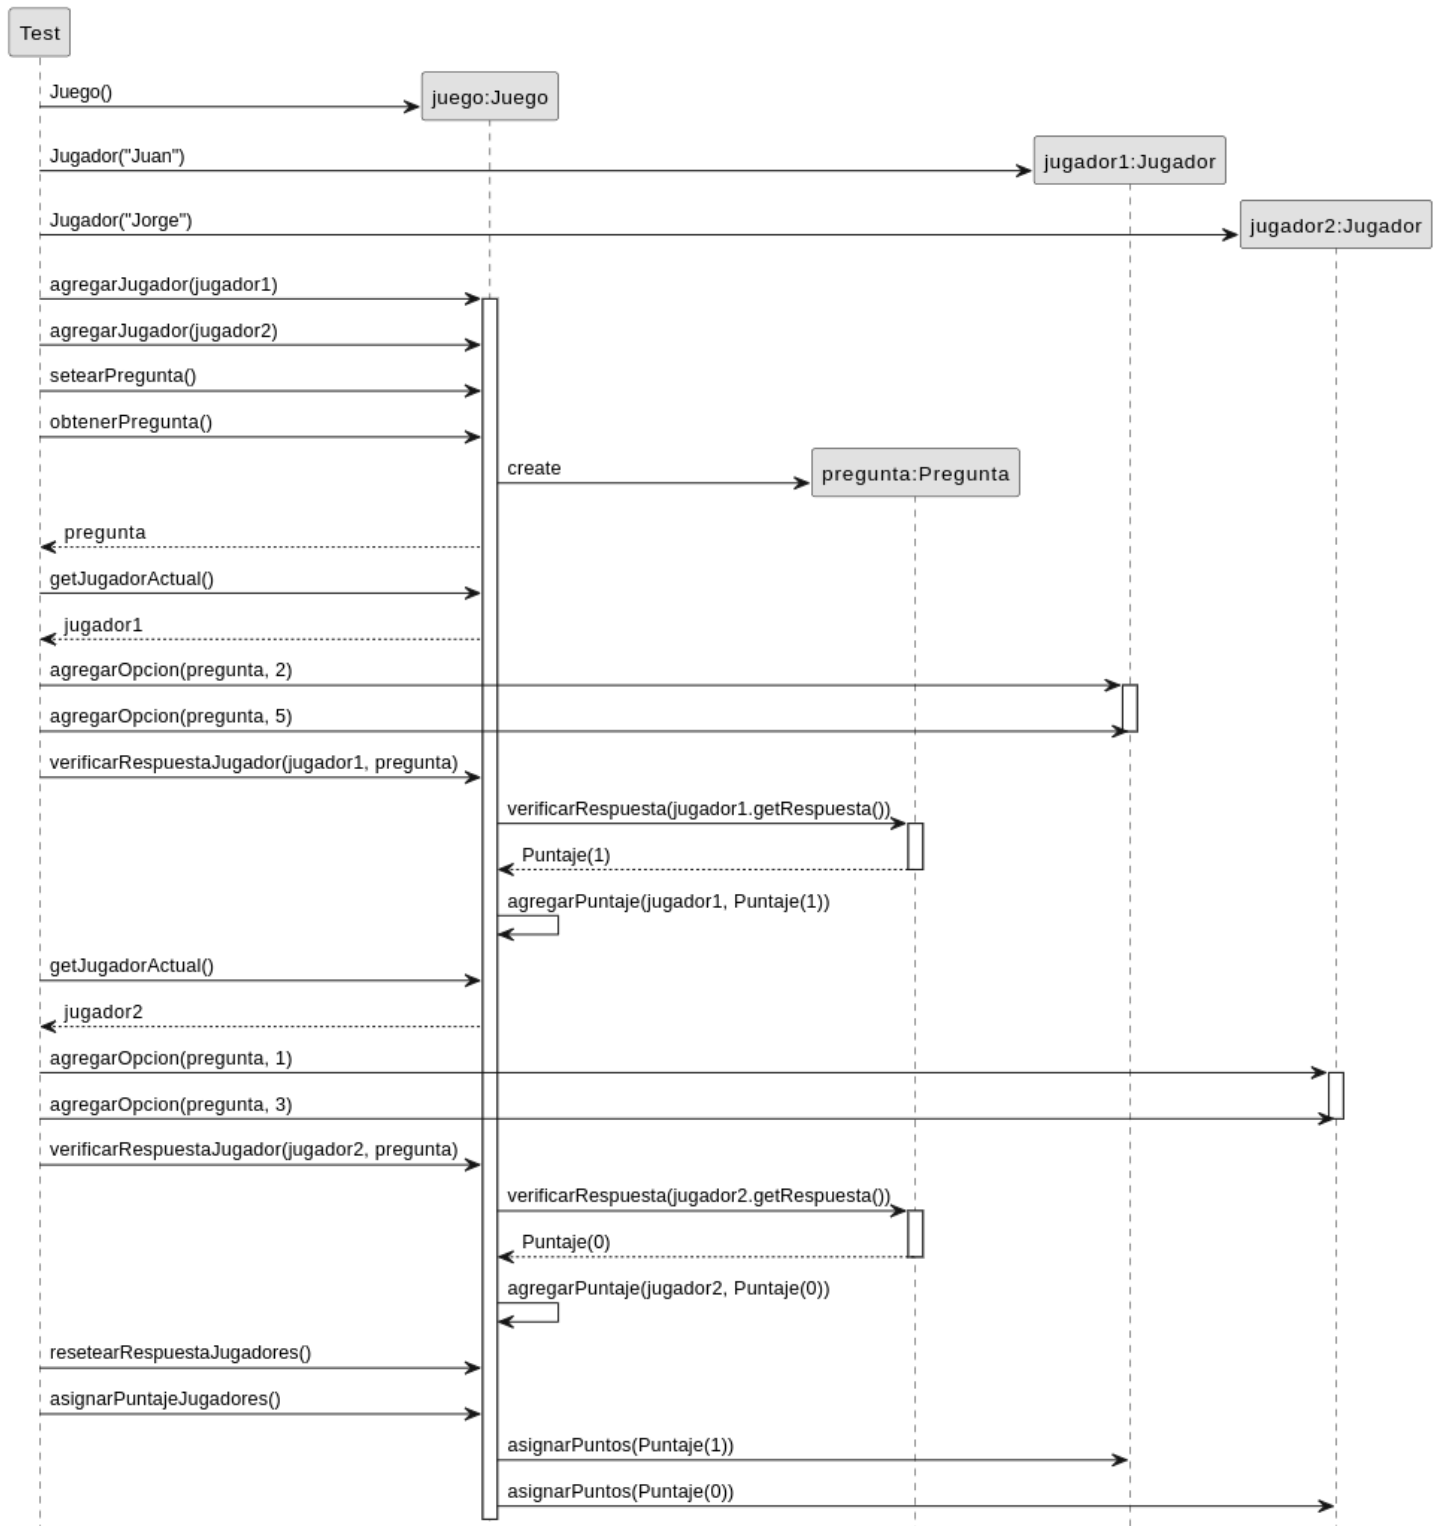 Test
Juego()
juego:Juego
Jugador("Juan")
jugador1:Jugador
Jugador("Jorge")
jugador2:Jugador
agregarJugador(jugador1)
agregarJugador(jugador2)
setearPregunta()
obtenerPregunta()
create
pregunta:Pregunta
pregunta
getJugadorActual()
jugador1
agregarOpcion(pregunta, 2)
agregarOpcion(pregunta, 5)
verificarRespuestaJugador(jugador1, pregunta)
verificarRespuesta(jugador1.getRespuesta())
Puntaje(1)
agregarPuntaje(jugador1, Puntaje(1))
getJugadorActual()
jugador2
agregarOpcion(pregunta, 1)
agregarOpcion(pregunta, 3)
verificarRespuestaJugador(jugador2, pregunta)
verificarRespuesta(jugador2.getRespuesta())
Puntaje(0)
agregarPuntaje(jugador2, Puntaje(0))
resetearRespuestaJugadores()
asignarPuntajeJugadores()
asignarPuntos(Puntaje(1))
asignarPuntos(Puntaje(0))